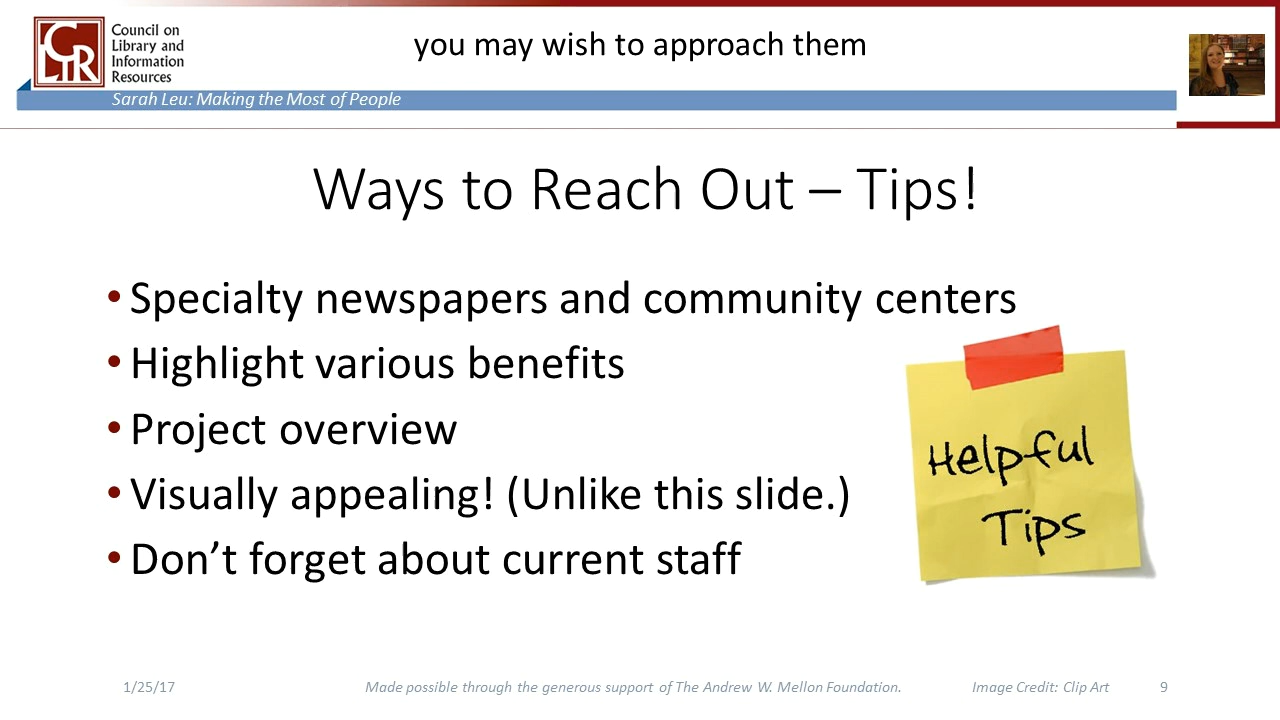 CLIR
Council on
Library and
Information
Resources
you may wish to approach them
Sarah Leu: Making the Most of People
Ways to Reach Out – Tips!
• Specialty newspapers and community centers
• Highlight various benefits
• Project overview
• Visually appealing! (Unlike this slide.)
• Don’t forget about current staff
Helpful
Tips
1/25/17
Made possible through the generous support of The Andrew W. Mellon Foundation.
Image Credit: Clip Art
9